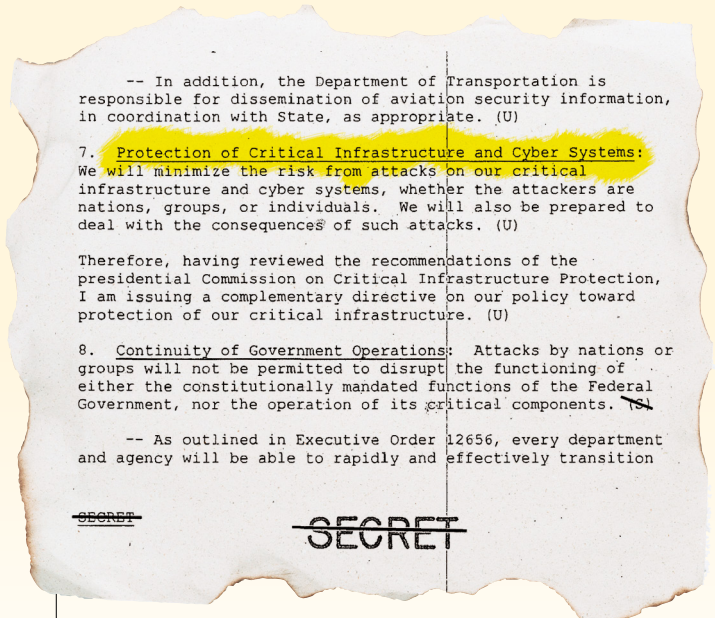 -- In addition, the Department of Transportation is
responsible for dissemination of aviation security information,
in coordination with State, as appropriate. (U)
7. Protection of Critical Infrastructure and Cyber Systems:
We will minimize the risk from attacks on our critical
infrastructure and cyber systems, whether the attackers are
nations, groups, or individuals. We will also be prepared to
deal with the consequences of such attacks. (U)
Therefore, having reviewed the recommendations of the
presidential Commission on Critical Infrastructure Protection,
I am issuing a complementary directive on our policy toward
protection of our critical infrastructure. (U)
8. Continuity of Government Operations: Attacks by nations or
groups will not be permitted to disrupt the functioning of
either the constitutionally mandated functions of the Federal
Government, nor the operation of its critical components. (S)
-- As outlined in Executive Order 12656, every department
and agency will be able to rapidly and effectively transition
SECRET
SECRET